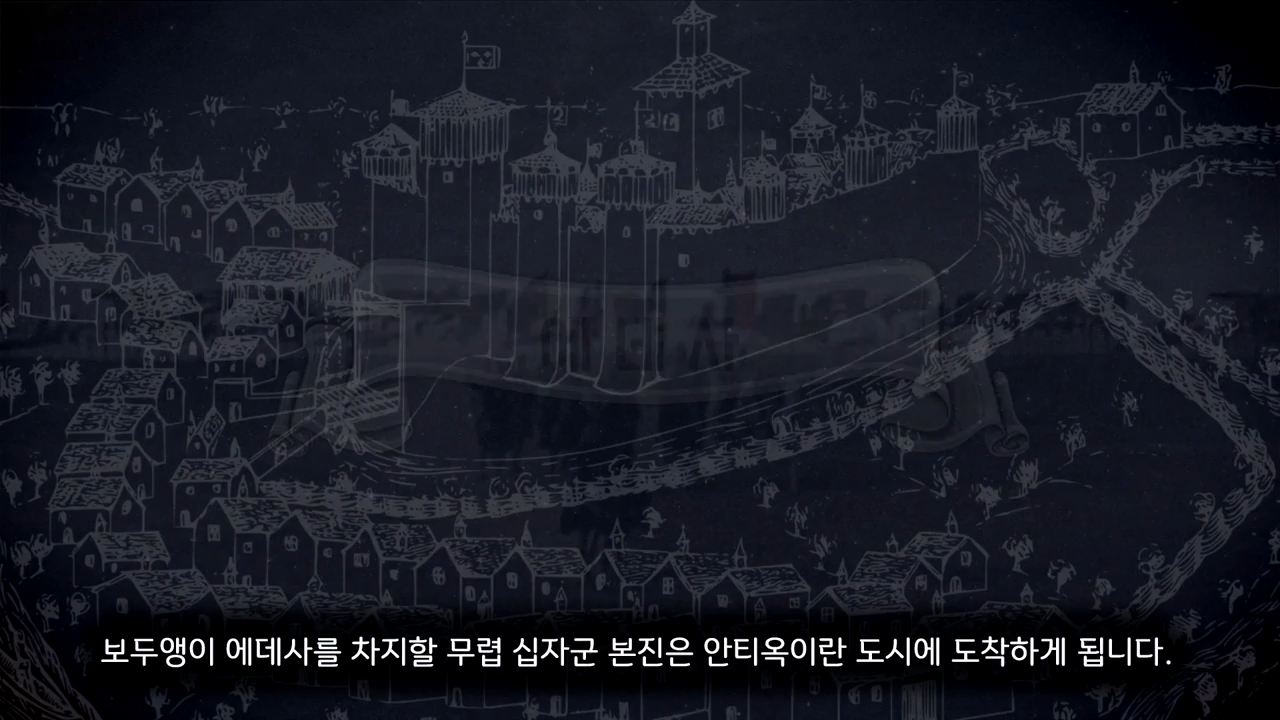 보두앵이 에데사를 차지할 무렵 십자군 본진은 안티옥이란 도시에 도착하게 됩니다.